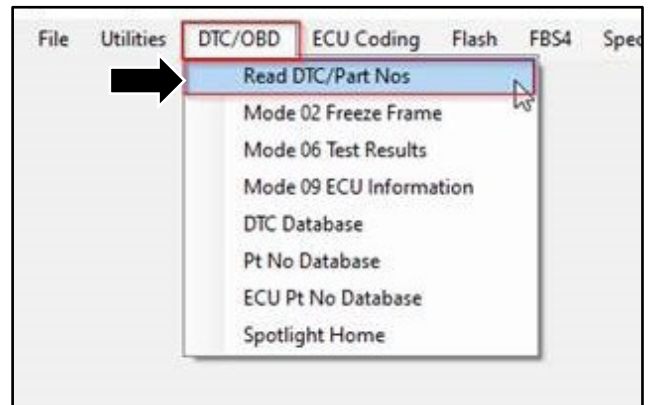 File Utilities DTC/OBD ECU Coding Flash FBS4 Spec
Read DTC/Part Nos
Mode 02 Freeze Frame
Mode 06 Test Results
Mode 09 ECU Information
DTC Database
Pt No Database
ECU Pt No Database
Spotlight Home